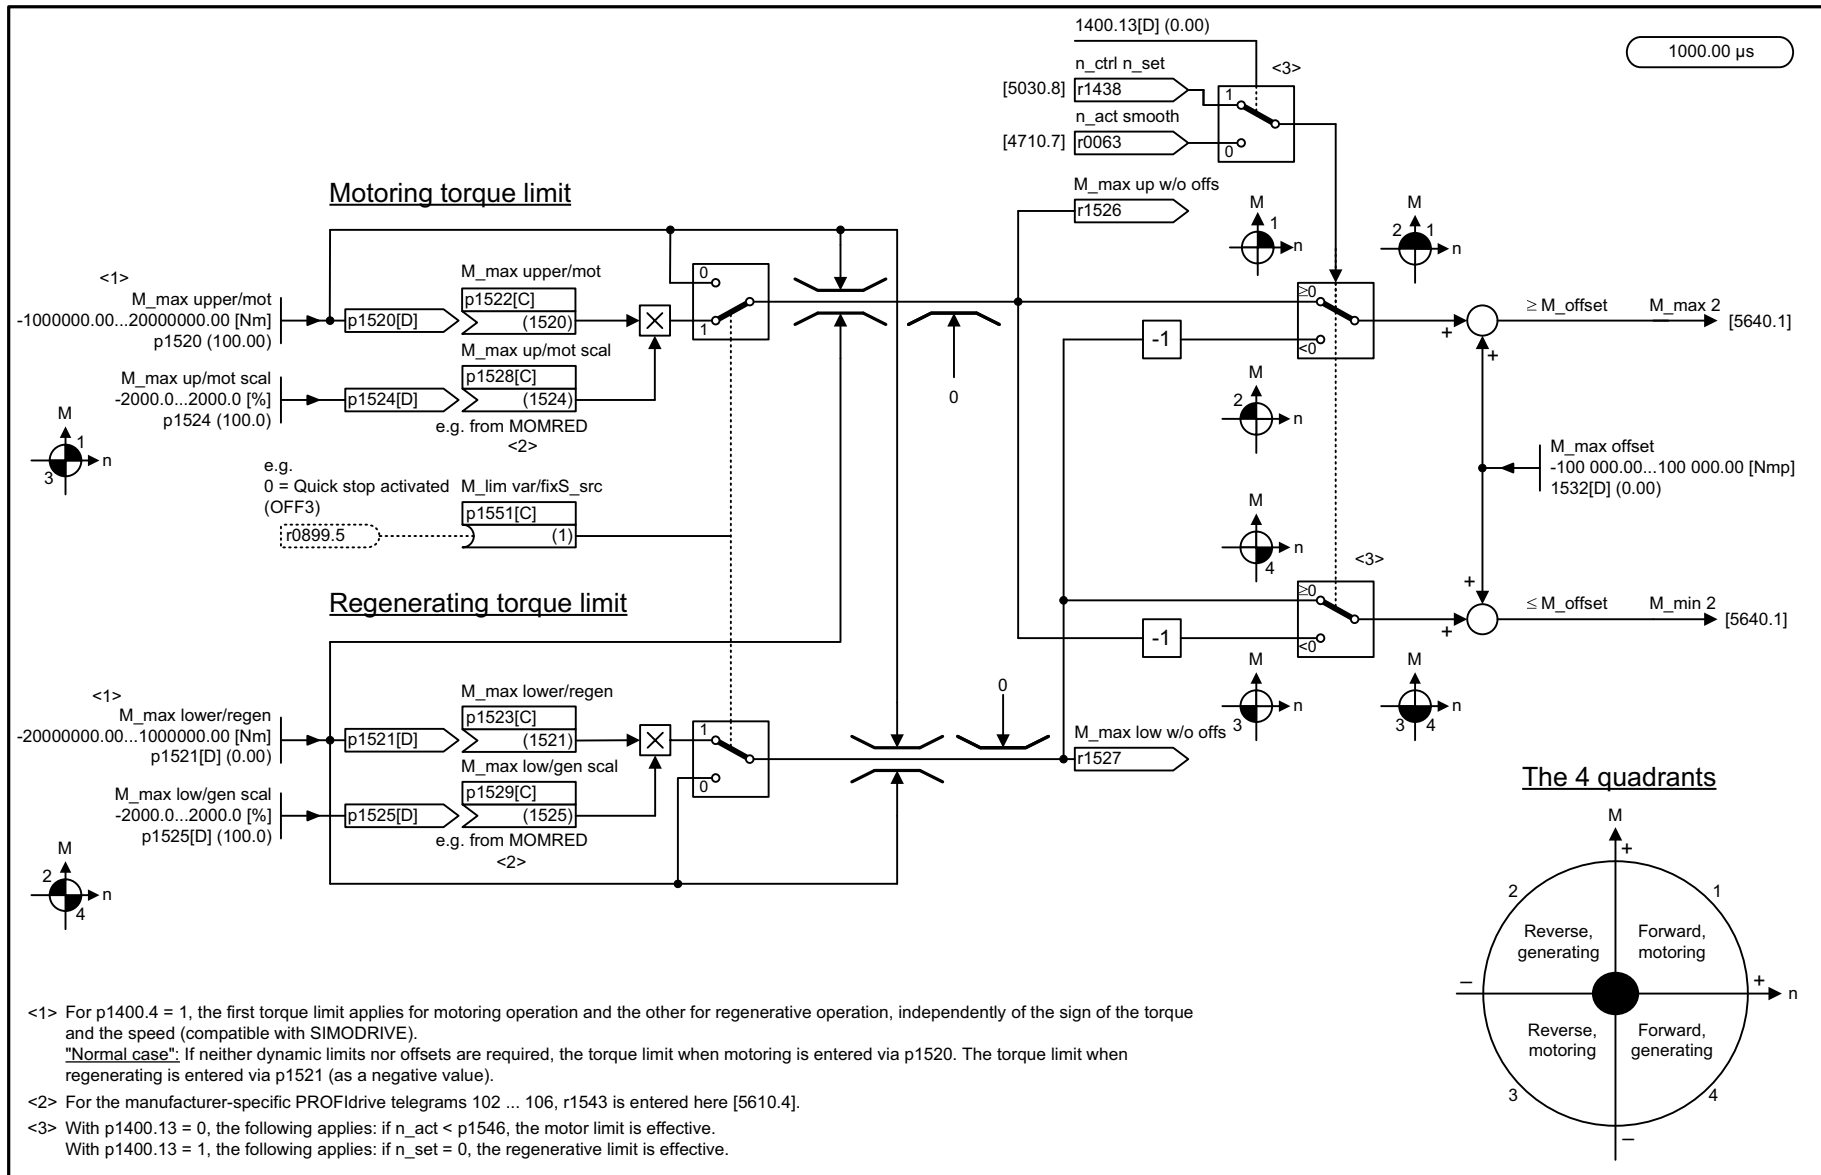 1400.13[D] (0.00)
1000.00 µs
n_ctrl n_set
<3>
[5030.8]
r1438
1
n_act smooth
[4710.7]
r0063
0
Motoring torque limit
M_max up w/o offs
r1526
M
1
n
M
2 1
n
<1>
M_max upper/mot
-1000000.00...20000000.00 [Nm]
p1520 (100.00)
p1520[D]
M_max upper/mot
p1522[C]
(1520)
0
1
≥0
<0
-1
+
+
≥ M_offset
M_max 2
[5640.1]
M_max up/mot scal
-2000.0...2000.0 [%]
p1524 (100.0)
p1524[D]
M_max up/mot scal
p1528[C]
(1524)
e.g. from MOMRED
<2>
0
M
2
n
M
1
n
3
e.g.
0 = Quick stop activated
(OFF3)
r0899.5
M_lim var/fixS_src
p1551[C]
(1)
M_max offset
-100 000.00...100 000.00 [Nmp]
1532[D] (0.00)
M
n
4
<3>
Regenerating torque limit
≥0
<0
-1
+
+
≤ M_offset
M_min 2
[5640.1]
M
n
3
M
n
3 4
<1>
M_max lower/regen
-20000000.00...1000000.00 [Nm]
p1521[D] (0.00)
p1521[D]
M_max lower/regen
p1523[C]
(1521)
1
0
0
M_max low w/o offs
r1527
M_max low/gen scal
-2000.0...2000.0 [%]
p1525[D] (100.0)
p1525[D]
M_max low/gen scal
p1529[C]
(1525)
e.g. from MOMRED
<2>
M
2
n
4
The 4 quadrants
M
+
2
1
Reverse,
generating
Forward,
motoring
–
+
n
Reverse,
motoring
Forward,
generating
3
4
–
<1> For p1400.4 = 1, the first torque limit applies for motoring operation and the other for regenerative operation, independently of the sign of the torque
and the speed (compatible with SIMODRIVE).
"Normal case": If neither dynamic limits nor offsets are required, the torque limit when motoring is entered via p1520. The torque limit when
regenerating is entered via p1521 (as a negative value).
<2> For the manufacturer-specific PROFIdrive telegrams 102 ... 106, r1543 is entered here [5610.4].
<3> With p1400.13 = 0, the following applies: if n_act < p1546, the motor limit is effective.
With p1400.13 = 1, the following applies: if n_set = 0, the regenerative limit is effective.